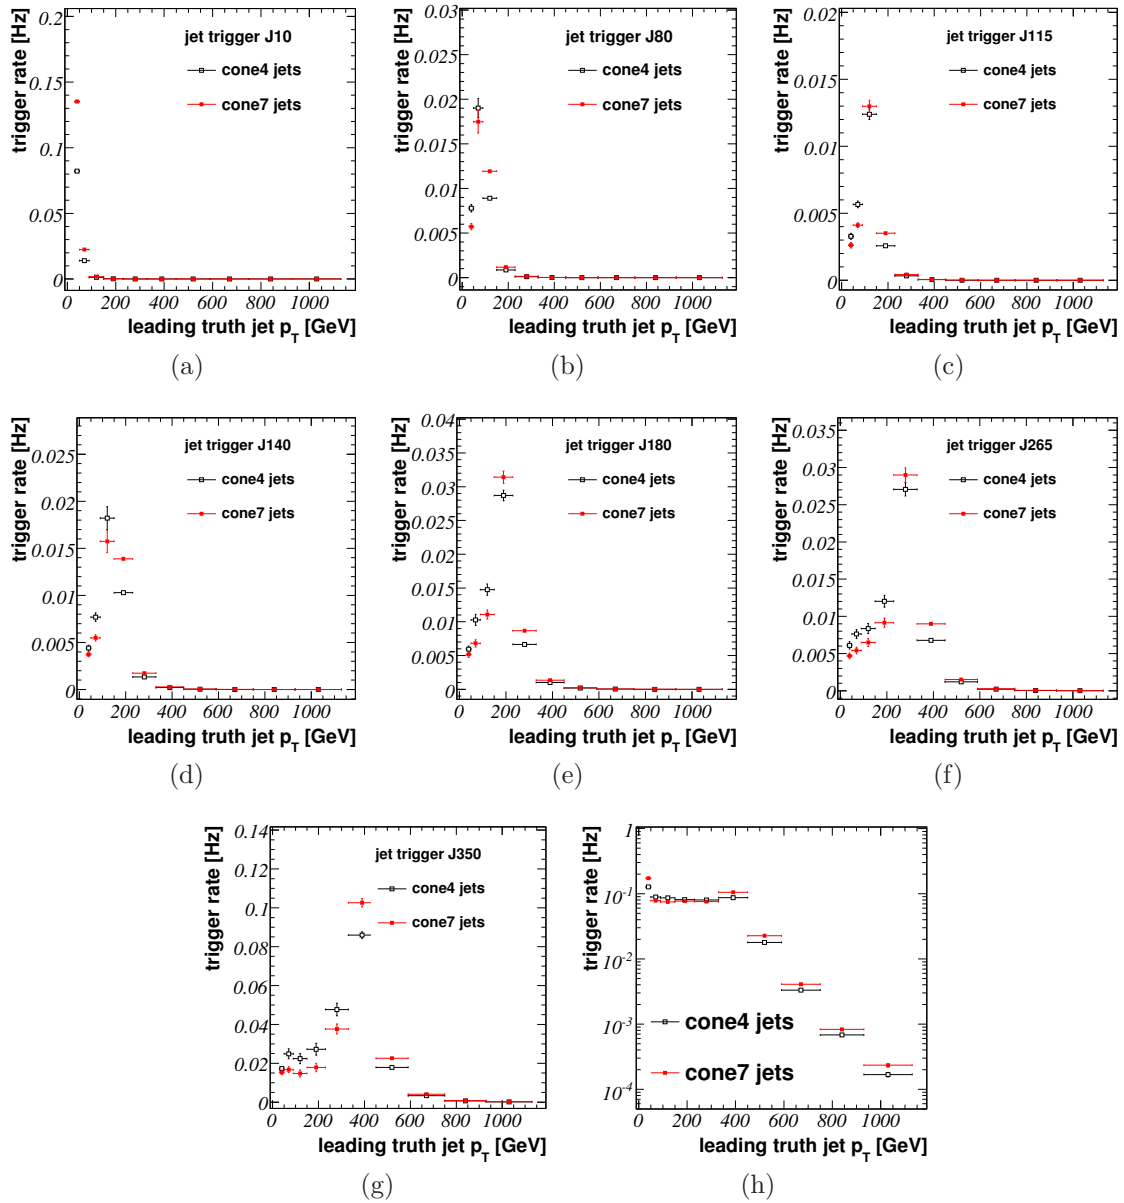 trigger rate [Hz]
0.2
0.15
0.1
0.05
0
jet trigger J10
cone4 jets
cone7 jets
0 200 400 600 800 1000
leading truth jet p_T [GeV]
(a)
trigger rate [Hz]
0.03
0.025
0.02
0.015
0.01
0.005
0
jet trigger J80
cone4 jets
cone7 jets
0 200 400 600 800 1000
leading truth jet p_T [GeV]
(b)
trigger rate [Hz]
0.02
0.015
0.01
0.005
0
jet trigger J115
cone4 jets
cone7 jets
0 200 400 600 800 1000
leading truth jet p_T [GeV]
(c)
trigger rate [Hz]
0.025
0.02
0.015
0.01
0.005
0
jet trigger J140
cone4 jets
cone7 jets
0 200 400 600 800 1000
leading truth jet p_T [GeV]
(d)
trigger rate [Hz]
0.04
0.035
0.03
0.025
0.02
0.015
0.01
0.005
0
jet trigger J180
cone4 jets
cone7 jets
0 200 400 600 800 1000
leading truth jet p_T [GeV]
(e)
trigger rate [Hz]
0.035
0.03
0.025
0.02
0.015
0.01
0.005
0
jet trigger J265
cone4 jets
cone7 jets
0 200 400 600 800 1000
leading truth jet p_T [GeV]
(f)
trigger rate [Hz]
0.14
0.12
0.1
0.08
0.06
0.04
0.02
0
jet trigger J350
cone4 jets
cone7 jets
0 200 400 600 800 1000
leading truth jet p_T [GeV]
(g)
trigger rate [Hz]
1
10^-1
10^-2
10^-3
10^-4
cone4 jets
cone7 jets
0 200 400 600 800 1000
leading truth jet p_T [GeV]
(h)